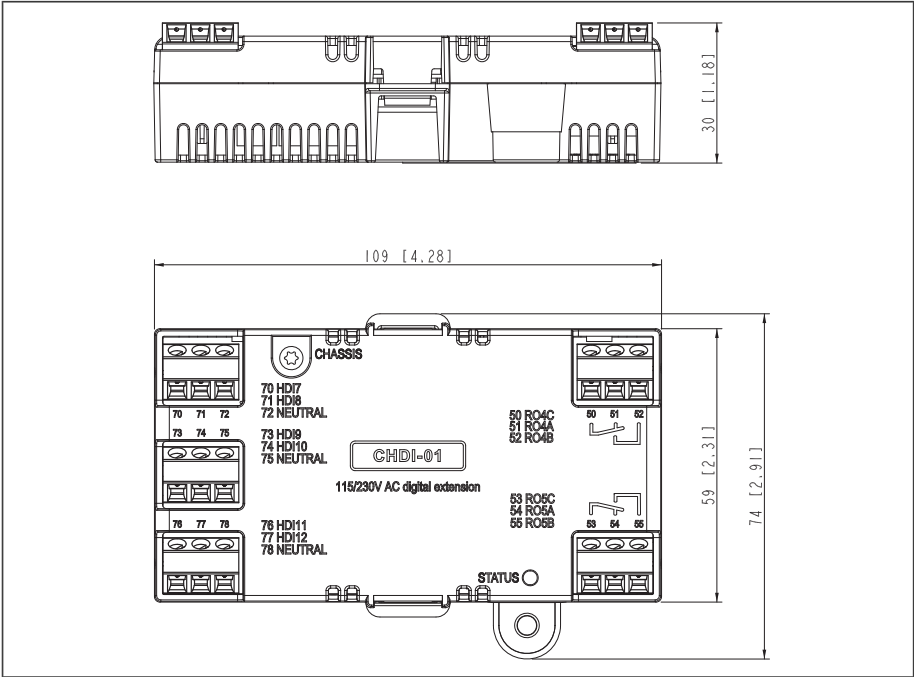 30 [1.18]
109 [4.28]
CHASSIS
70 HDI7
71 HDI8
72 NEUTRAL
70 71 72
73 74 75
73 HDI9
74 HDI10
75 NEUTRAL
50 RO4C
51 RO4A
52 RO4B
50 51 52
CHDI-01
115/230V AC digital extension
53 RO5C
54 RO5A
55 RO5B
53 54 55
76 77 78
76 HDI11
77 HDI12
78 NEUTRAL
STATUS
59 [2.31]
74 [2.91]